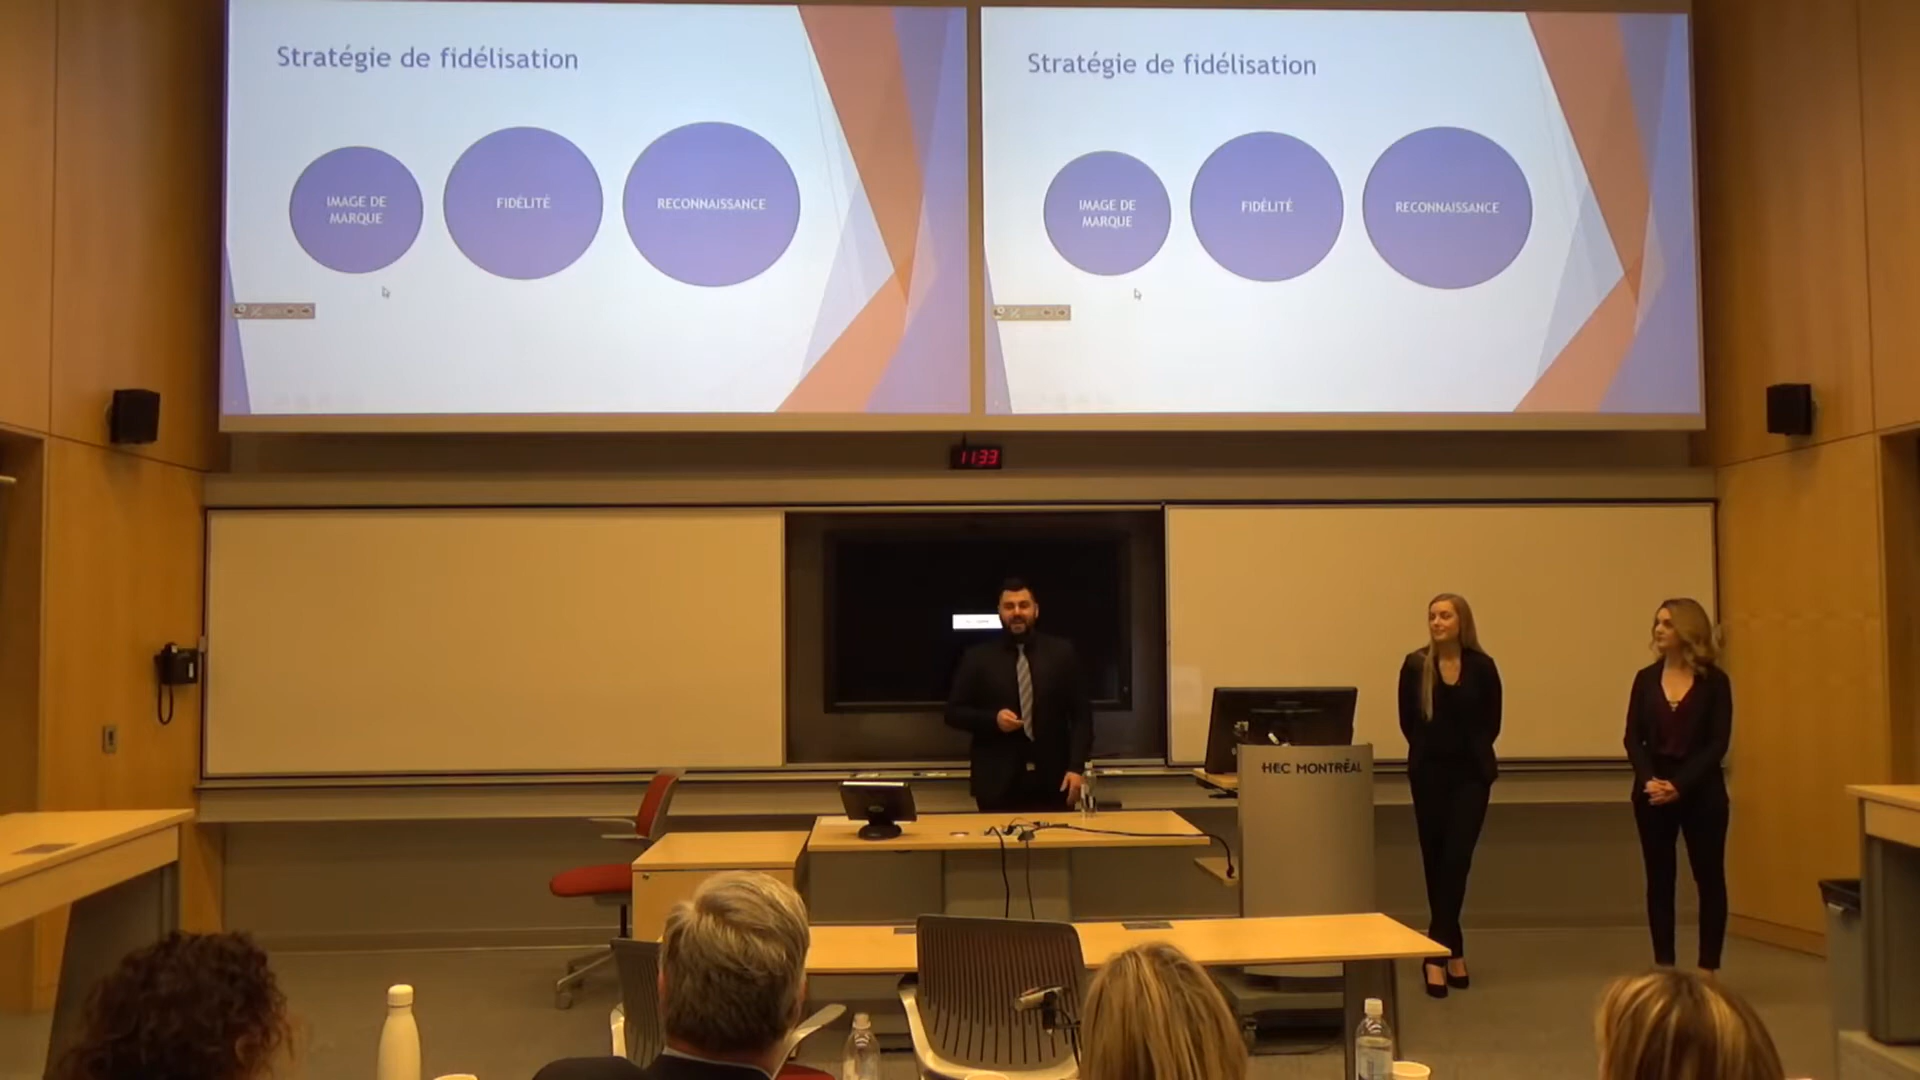 Stratégie de fidélisation
IMAGE DE
MARQUE
FIDÉLITÉ
RECONNAISSANCE
Stratégie de fidélisation
IMAGE DE
MARQUE
FIDÉLITÉ
RECONNAISSANCE
11:33
HEC MONTRÉAL